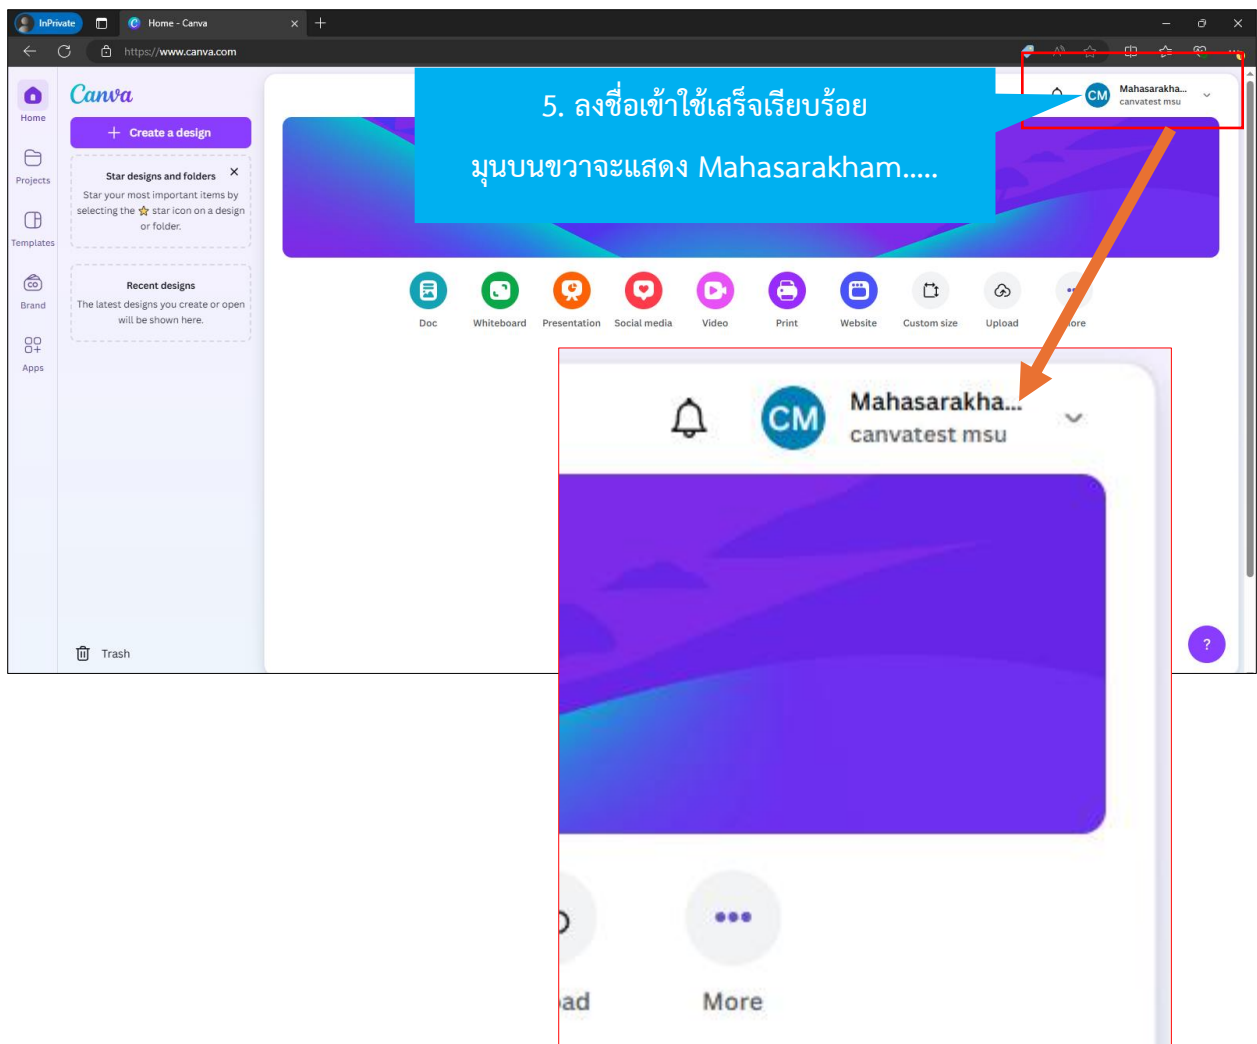 InPrivate
Home - Canva
https://www.canva.com
Canva
Home
Projects
Templates
Brand
Apps
+ Create a design
Star designs and folders
Star your most important items by
selecting the ⭐ star icon on a design
or folder.
Recent designs
The latest designs you create or open
will be shown here.
Trash
5. ลงชื่อเข้าใช้เสร็จเรียบร้อย
มุนบนขวาจะแสดง Mahasarakham.....
CM
Mahasarakha...
canvatest msu
Doc
Whiteboard
Presentation
Social media
Video
Print
Website
Custom size
Upload
ore
?
CM
Mahasarakha...
canvatest msu
ad
More